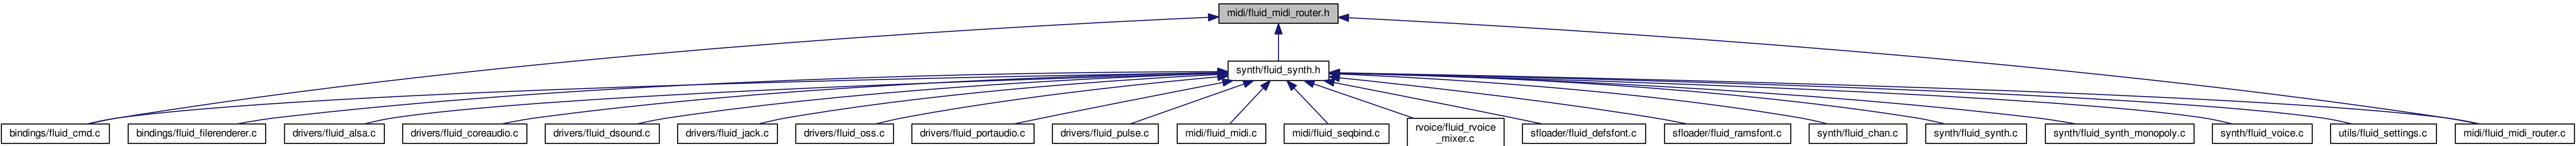 midi/fluid_midi_router.h
synth/fluid_synth.h
bindings/fluid_cmd.c
bindings/fluid_filerenderer.c
drivers/fluid_alsa.c
drivers/fluid_coreaudio.c
drivers/fluid_dsound.c
drivers/fluid_jack.c
drivers/fluid_oss.c
drivers/fluid_portaudio.c
drivers/fluid_pulse.c
midi/fluid_midi.c
midi/fluid_seqbind.c
rvoice/fluid_rvoice
_mixer.c
sfloader/fluid_defsfont.c
sfloader/fluid_ramsfont.c
synth/fluid_chan.c
synth/fluid_synth.c
synth/fluid_synth_monopoly.c
synth/fluid_voice.c
utils/fluid_settings.c
midi/fluid_midi_router.c